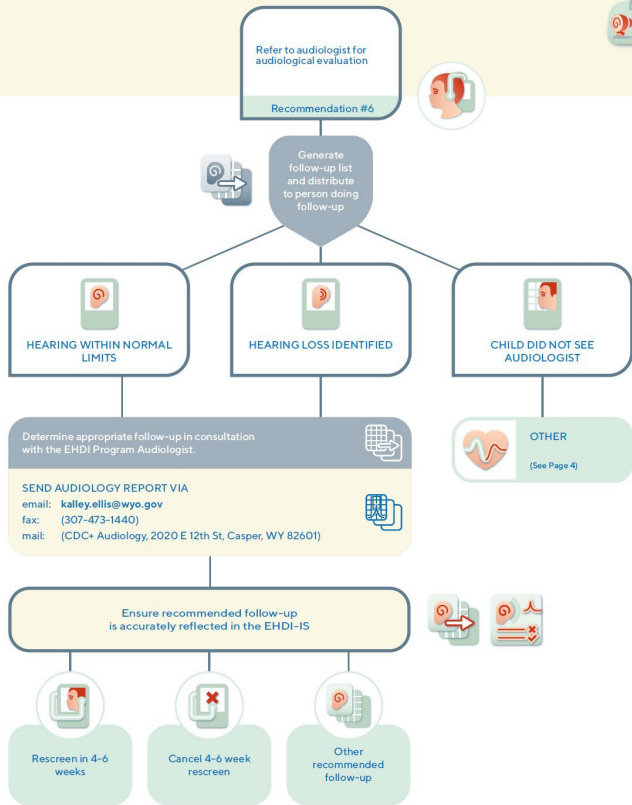 Refer to audiologist for
audiological evaluation
Recommendation #6
Generate
follow-up list
and distribute
to person doing
follow-up
HEARING WITHIN NORMAL
LIMITS
HEARING LOSS IDENTIFIED
CHILD DID NOT SEE
AUDIOLOGIST
Determine appropriate follow-up in consultation
with the EHDI Program Audiologist.
SEND AUDIOLOGY REPORT VIA
email: kalley.ellis@wyo.gov
fax: (307-473-1440)
mail: (CDC+ Audiology, 2020 E 12th St, Casper, WY 82601)
OTHER
(See Page 4)
Ensure recommended follow-up
is accurately reflected in the EHDI-IS
Rescreen in 4-6
weeks
Cancel 4-6 week
rescreen
Other
recommended
follow-up